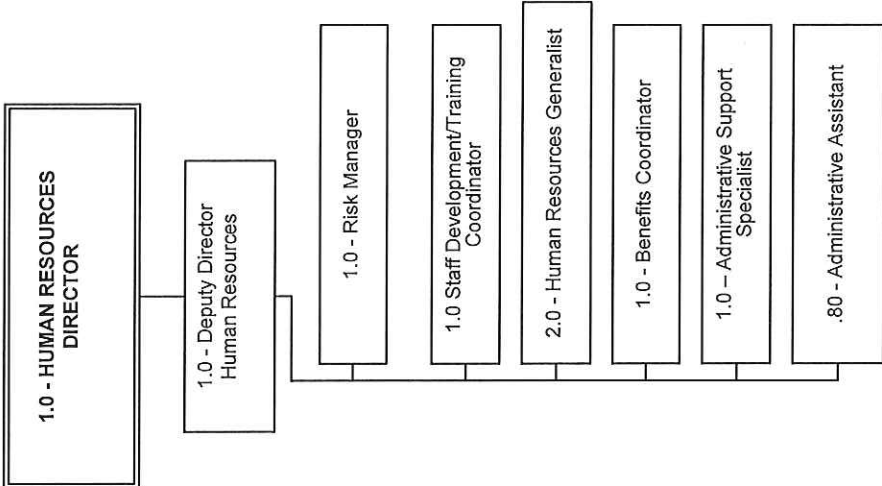 1.0 - HUMAN RESOURCES
DIRECTOR
1.0 - Deputy Director
Human Resources
1.0 - Risk Manager
1.0 Staff Development/Training
Coordinator
2.0 - Human Resources Generalist
1.0 - Benefits Coordinator
1.0 – Administrative Support
Specialist
.80 - Administrative Assistant